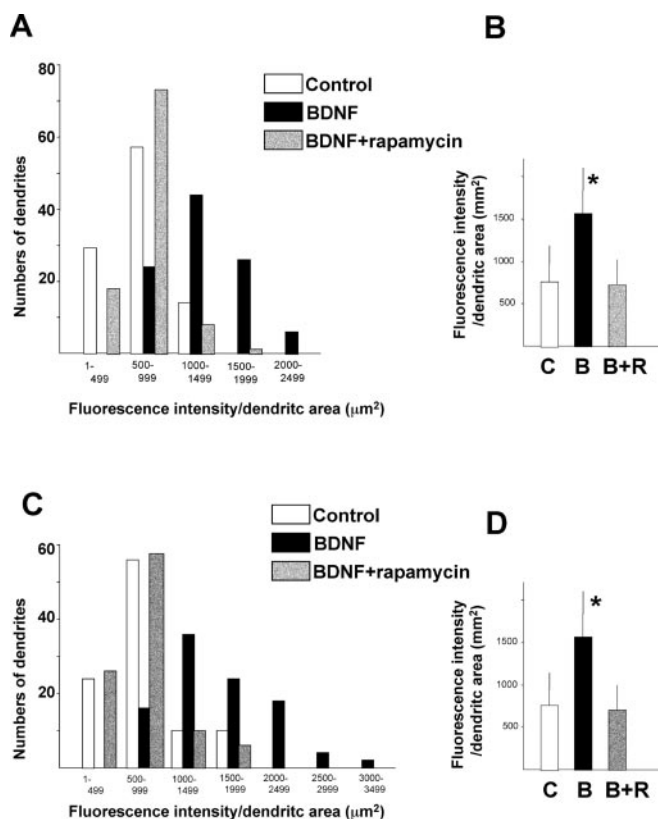 A
B
80
60
40
20
Numbers of dendrites
Control
BDNF
BDNF+rapamycin
1-
499
500-
999
1000-
1499
1500-
1999
2000-
2499
Fluorescence intensity/dendritc area (μm²)
Fluorescence intensity
/dendritc area (mm²)
1500
1000
500
*
C B B+R
C
D
60
40
20
Numbers of dendrites
Control
BDNF
BDNF+rapamycin
1-
499
500-
999
1000-
1499
1500-
1999
2000-
2499
2500-
2999
3000-
3499
Fluorescence intensity/dendritc area (μm²)
Fluorescence intensity
/dendritc area (mm²)
1500
1000
500
*
C B B+R